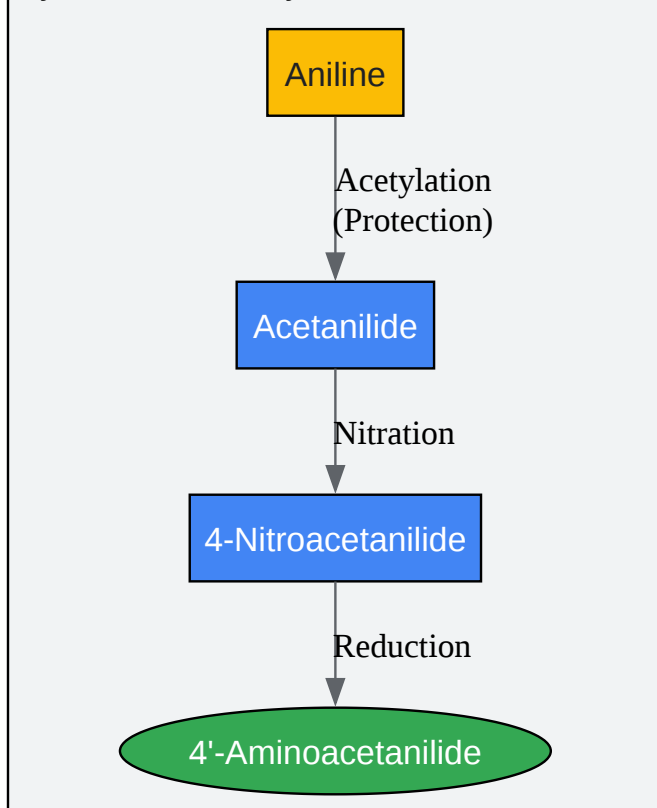 Aniline
Acetylation
(Protection)
Acetanilide
Nitration
4-Nitroacetanilide
Reduction
4'-Aminoacetanilide